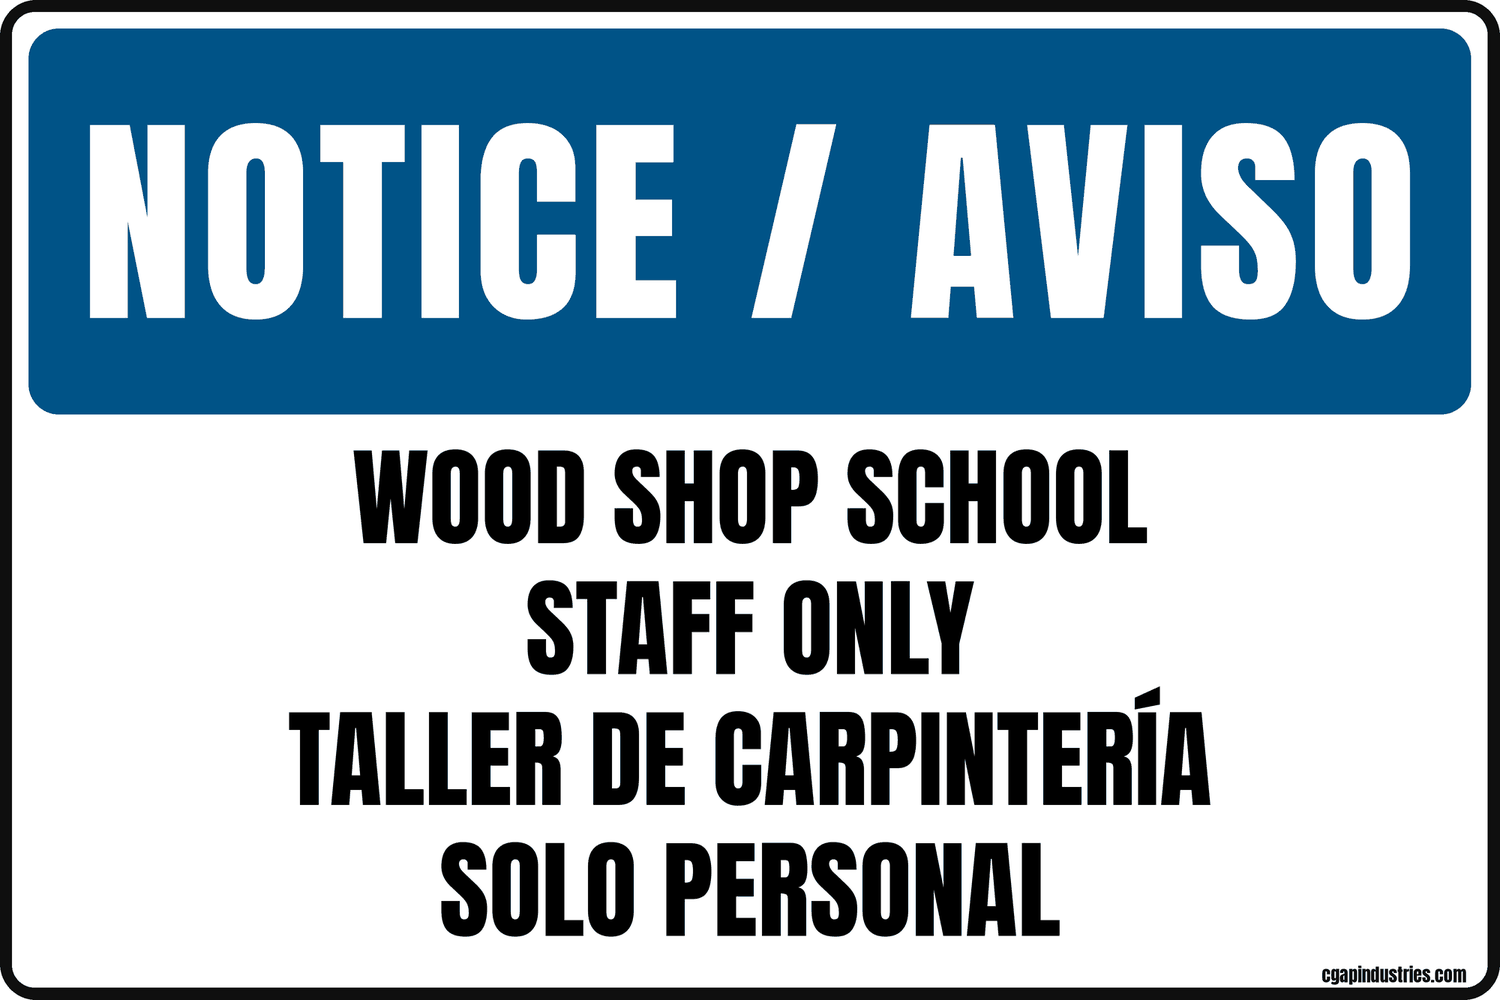 NOTICE / AVISO
WOOD SHOP SCHOOL
STAFF ONLY
TALLER DE CARPINTERÍA
SOLO PERSONAL
cgapindustries.com